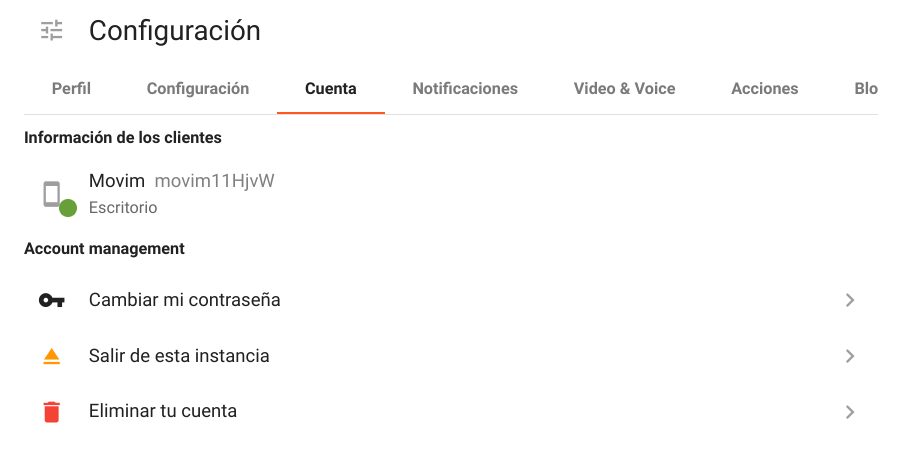 Configuración
Perfil Configuración Cuenta Notificaciones Video & Voice Acciones Blo
Información de los clientes
Movim movim11HjvW
Escritorio
Account management
Cambiar mi contraseña
Salir de esta instancia
Eliminar tu cuenta